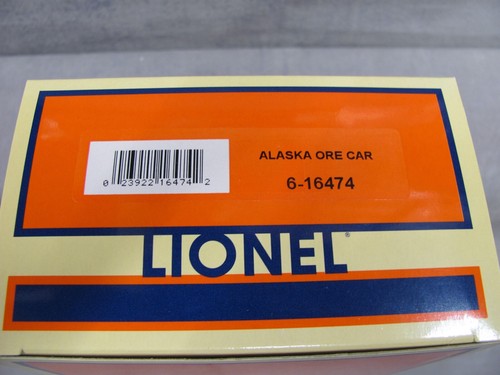 ALASKA ORE CAR
0 23922 16474 2
6-16474
LIONEL®